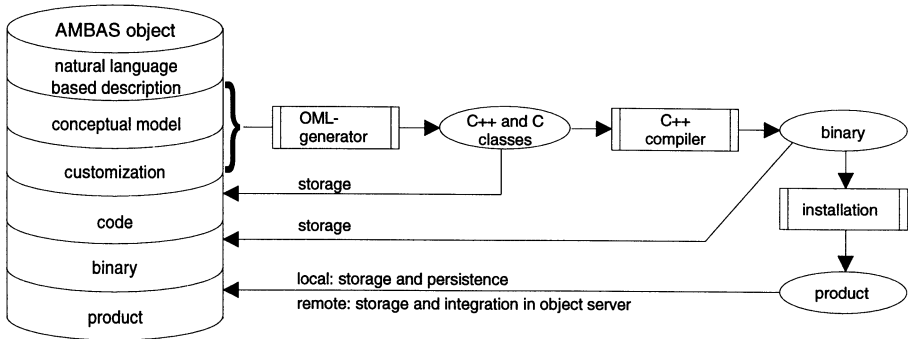 AMBAS object
natural language
based description
conceptual model
customization
code
binary
product
OML-
generator
C++ and C
classes
C++
compiler
binary
installation
product
storage
storage
local: storage and persistence
remote: storage and integration in object server